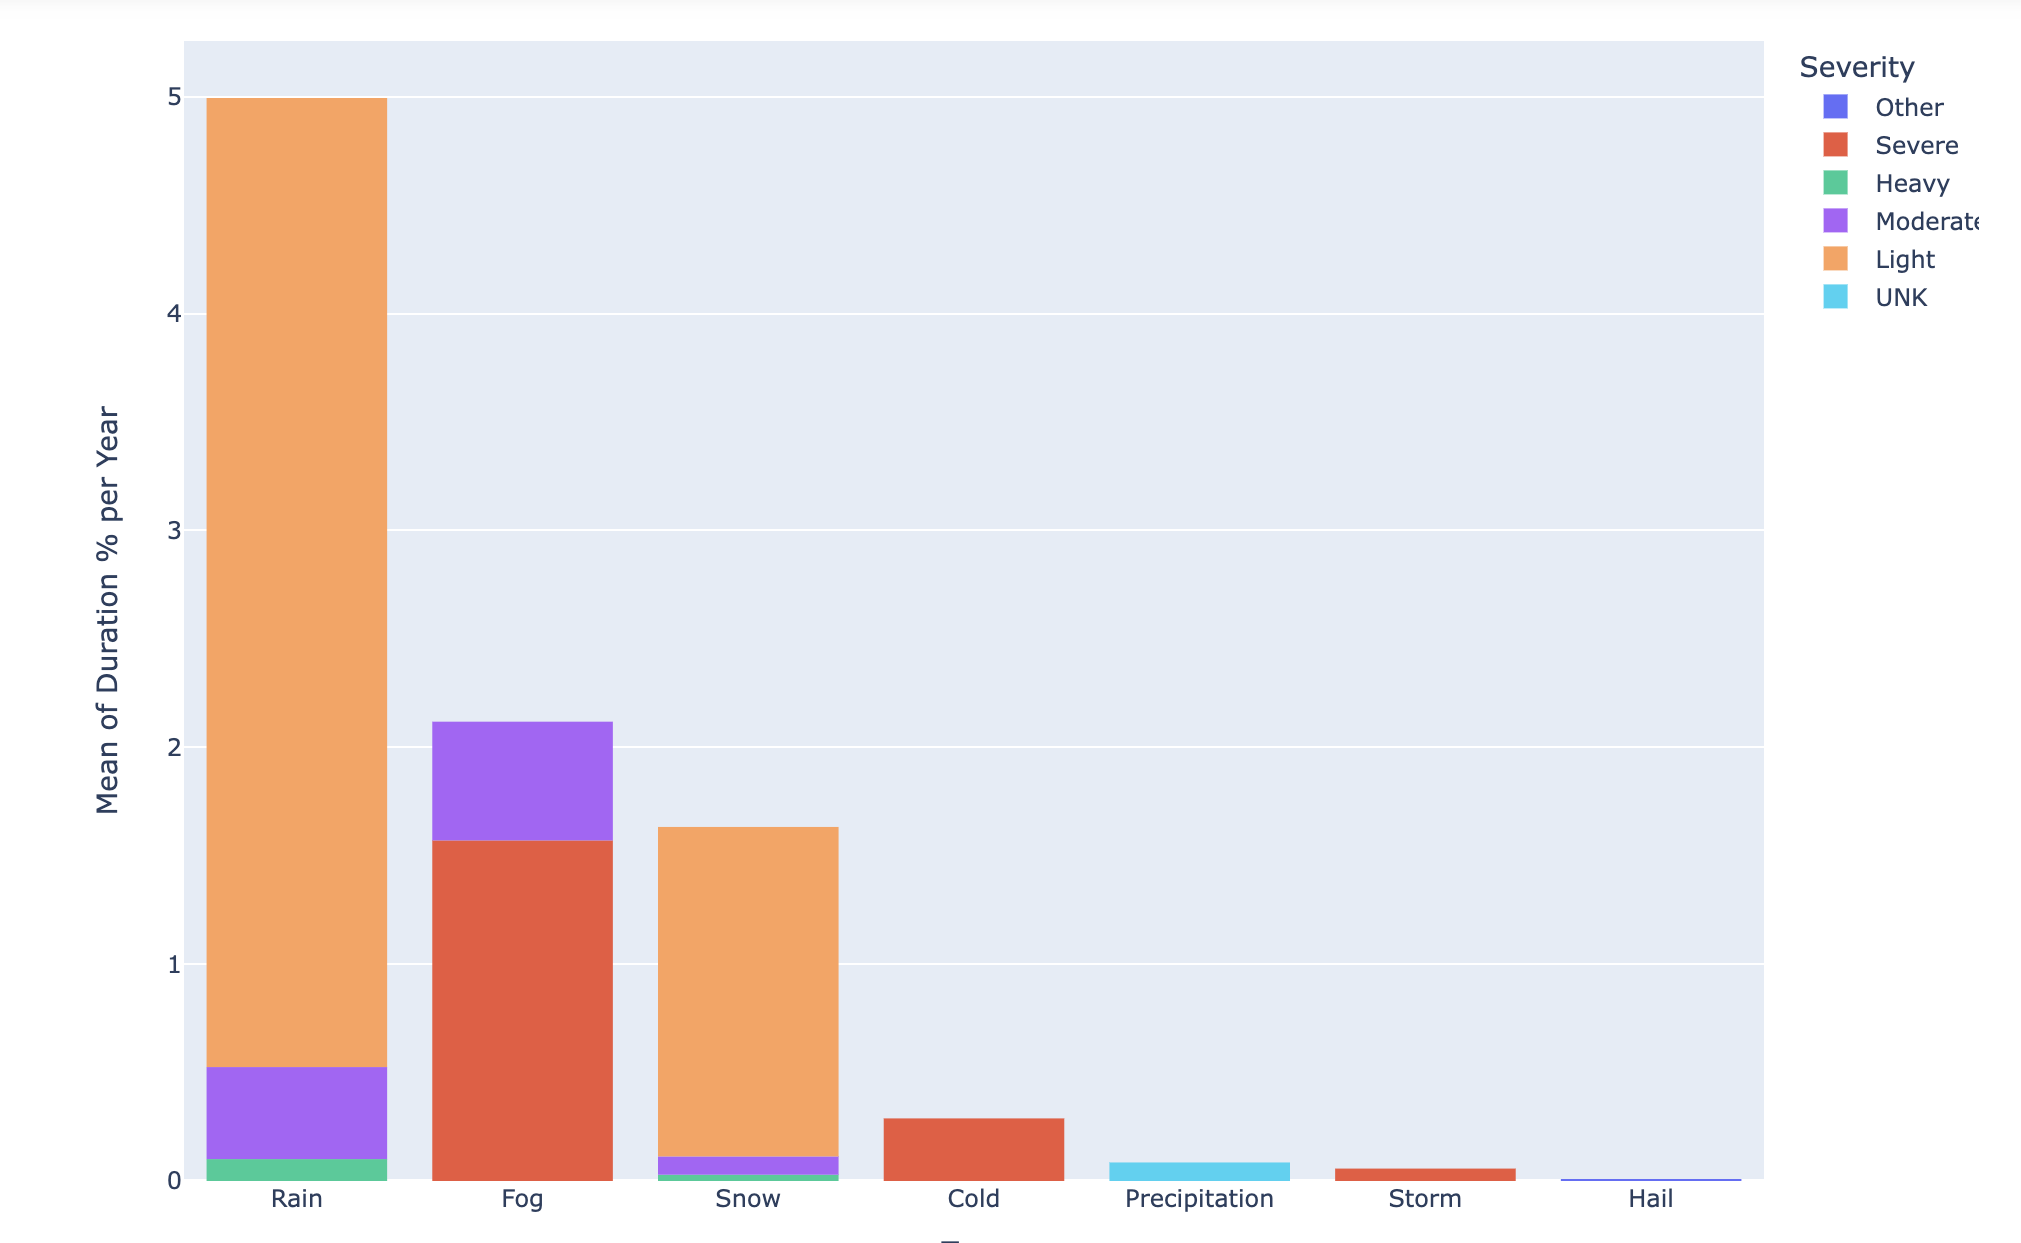 Mean of Duration % per Year
5
4
3
2
1
0
Rain Fog Snow Cold Precipitation Storm Hail
Severity
Other
Severe
Heavy
Moderate
Light
UNK